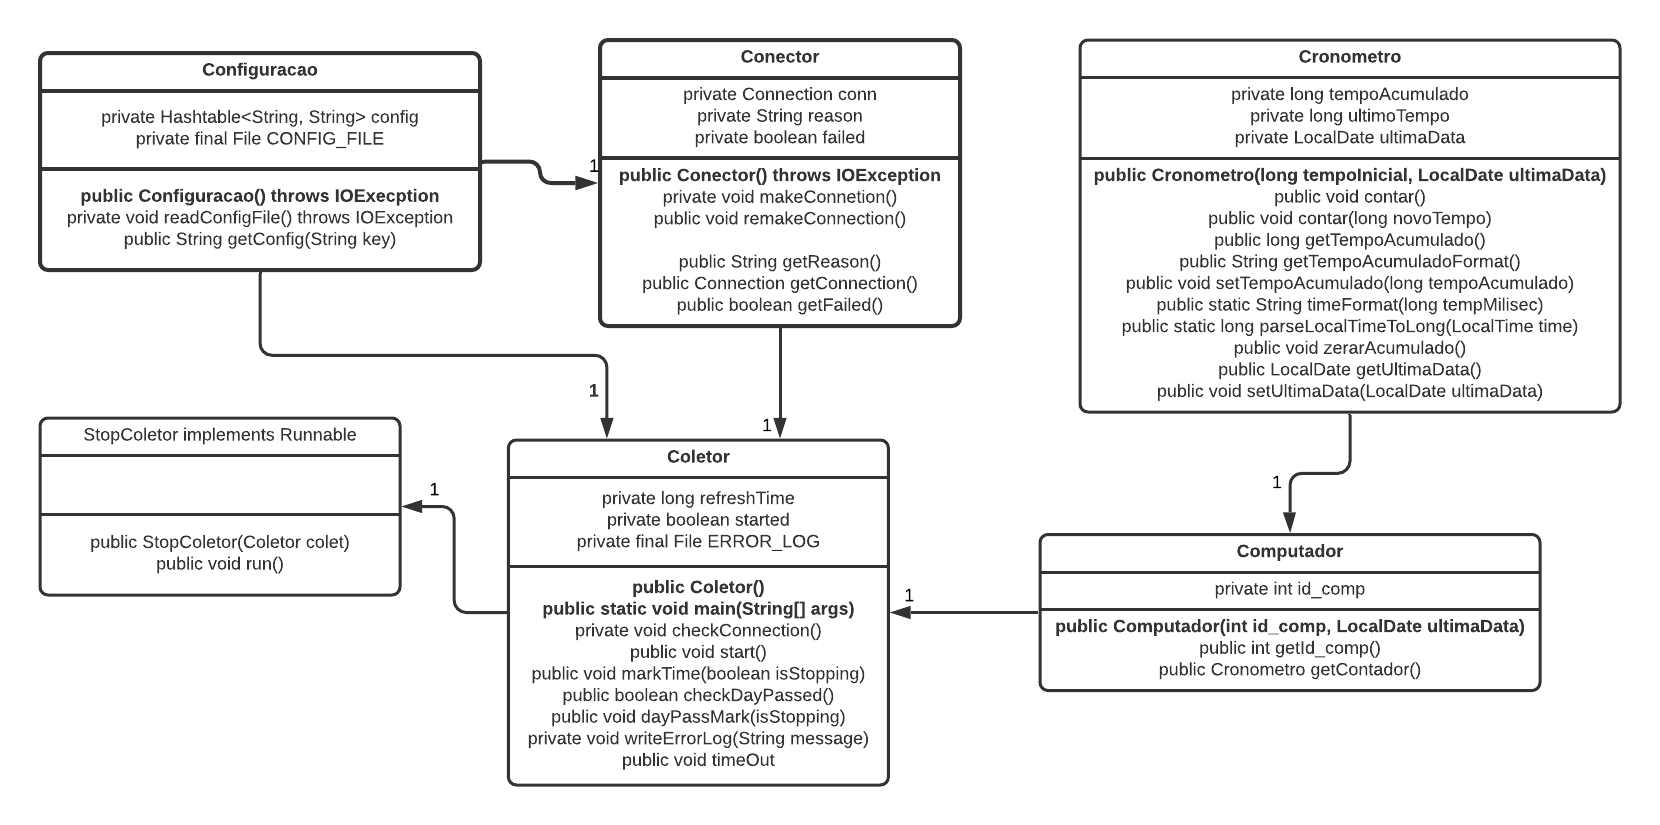 Configuracao
private Hashtable<String, String> config
private final File CONFIG_FILE
public Configuracao() throws IOExecption
private void readConfigFile() throws IOException
public String getConfig(String key)
1
Conector
private Connection conn
private String reason
private boolean failed
public Conector() throws IOException
private void makeConnetion()
public void remakeConnection()
public String getReason()
public Connection getConnection()
public boolean getFailed()
Cronometro
private long tempoAcumulado
private long ultimoTempo
private LocalDate ultimaData
public Cronometro(long tempoInicial, LocalDate ultimaData)
public void contar()
public void contar(long novoTempo)
public long getTempoAcumulado()
public String getTempoAcumuladoFormat()
public void setTempoAcumulado(long tempoAcumulado)
public static String timeFormat(long tempMilisec)
public static long parseLocalTimeToLong(LocalTime time)
public void zerarAcumulado()
public LocalDate getUltimaData()
public void setUltimaData(LocalDate ultimaData)
1
1
1
StopColetor implements Runnable
public StopColetor(Coletor colet)
public void run()
1
Coletor
private long refreshTime
private boolean started
private final File ERROR_LOG
public Coletor()
public static void main(String[] args)
private void checkConnection()
public void start()
public void markTime(boolean isStopping)
public boolean checkDayPassed()
public void dayPassMark(isStopping)
private void writeErrorLog(String message)
public void timeOut
1
Computador
private int id_comp
public Computador(int id_comp, LocalDate ultimaData)
public int getId_comp()
public Cronometro getContador()